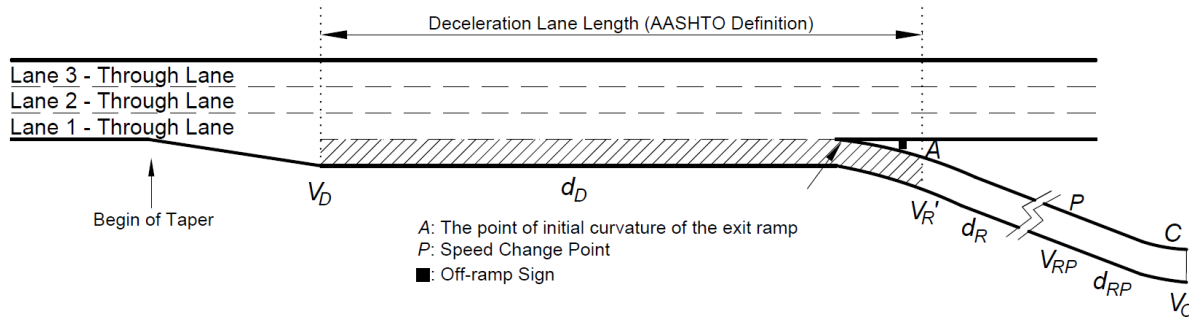 Deceleration Lane Length (AASHTO Definition)
Lane 3 - Through Lane
Lane 2 - Through Lane
Lane 1 - Through Lane
A
V_D
d_D
V_R'
d_R
P
V_RP
d_RP
C
V_C
Begin of Taper
A: The point of initial curvature of the exit ramp
P: Speed Change Point
■: Off-ramp Sign